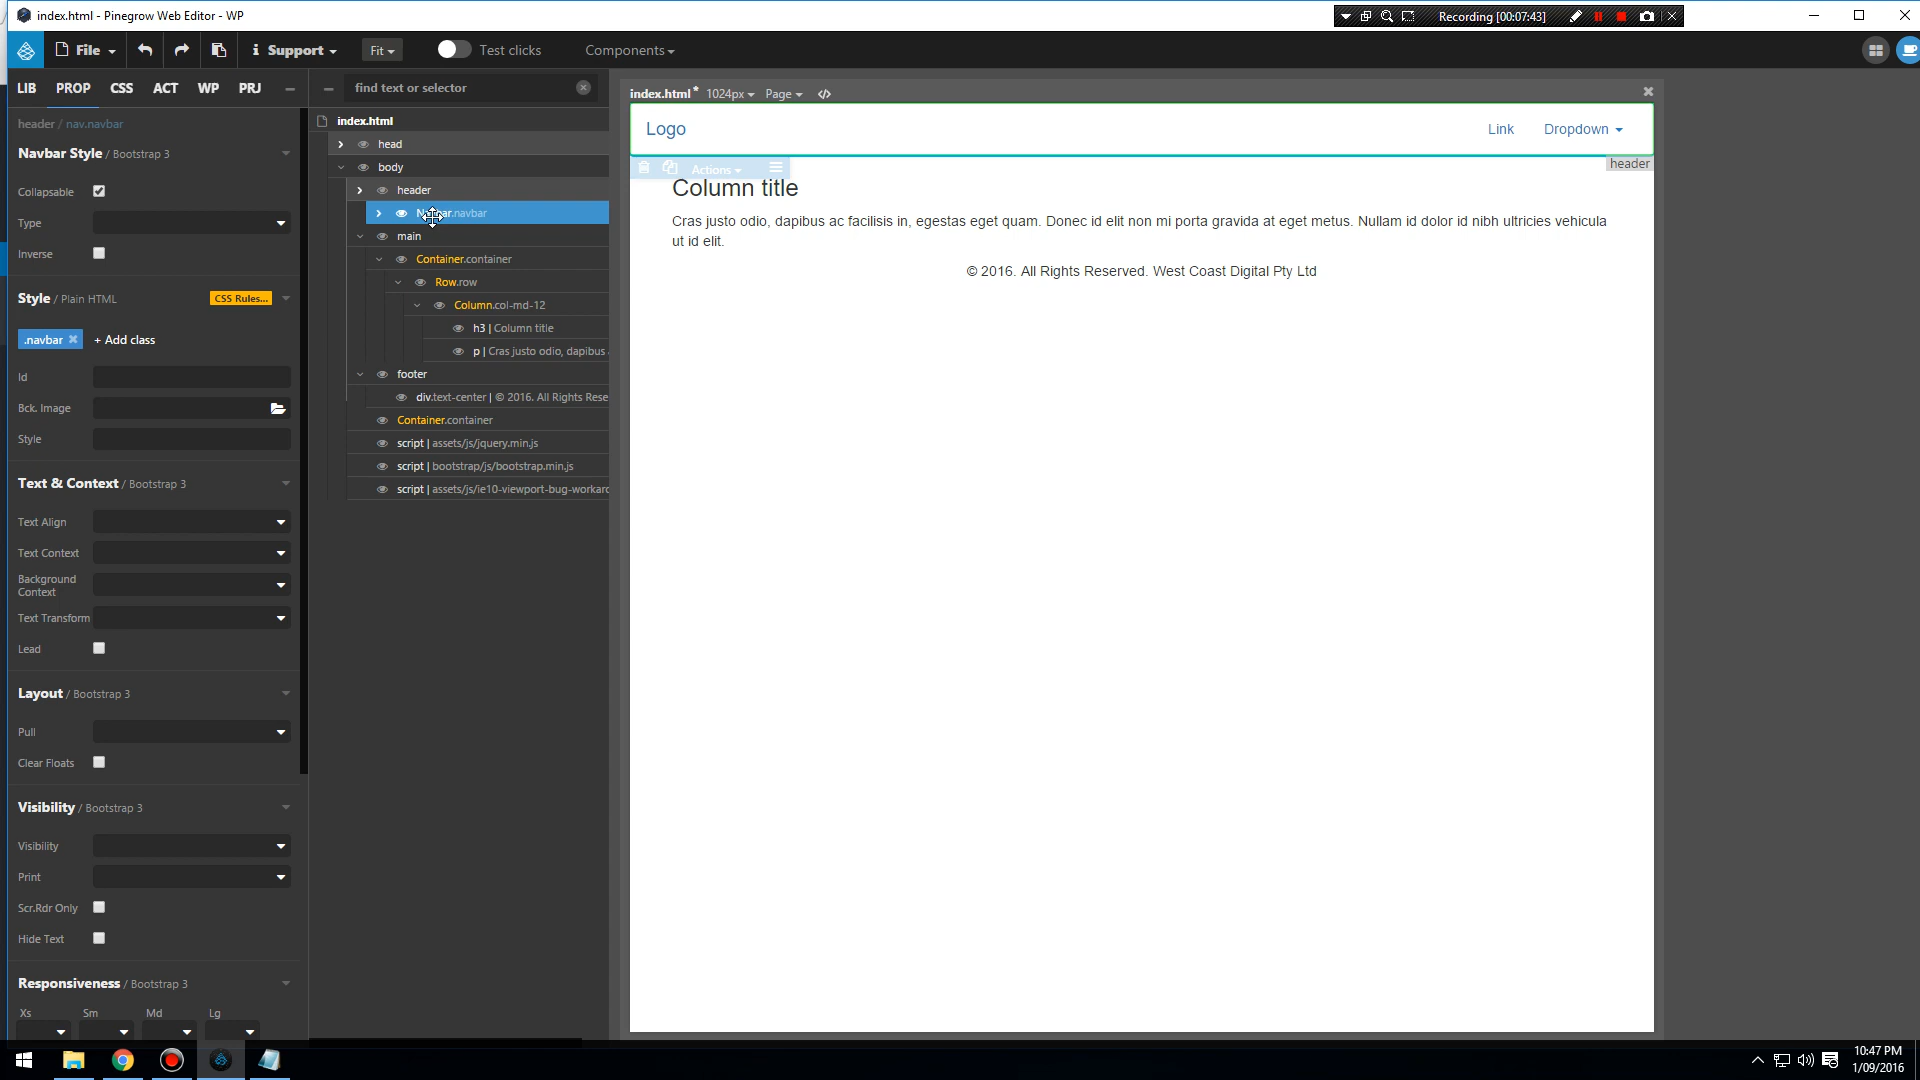 index.html - Pinegrow Web Editor - WP
Recording [00:07:43]
File
Support
Fit
Test clicks
Components
LIB PROP CSS ACT WP PRJ
find text or selector
index.html* 1024px Page
header / nav.navbar
Navbar Style / Bootstrap 3
Collapsable
Type
Inverse
Style / Plain HTML
CSS Rules...
.navbar + Add class
Id
Bck. Image
Style
Text & Context / Bootstrap 3
Text Align
Text Context
Background
Context
Text Transform
Lead
Layout / Bootstrap 3
Pull
Clear Floats
Visibility / Bootstrap 3
Visibility
Print
Scr.Rdr Only
Hide Text
Responsiveness / Bootstrap 3
Xs Sm Md Lg
index.html
head
body
header
.navbar
main
Container.container
Row.row
Column.col-md-12
h3 | Column title
p | Cras justo odio, dapibus
footer
div.text-center | © 2016. All Rights Rese
Container.container
script | assets/js/jquery.min.js
script | bootstrap/js/bootstrap.min.js
script | assets/js/ie10-viewport-bug-workaro
Logo
Link
Dropdown
header
Actions
Column title
Cras justo odio, dapibus ac facilisis in, egestas eget quam. Donec id elit non mi porta gravida at eget metus. Nullam id dolor id nibh ultricies vehicula
ut id elit.
© 2016. All Rights Reserved. West Coast Digital Pty Ltd
10:47 PM
1/09/2016